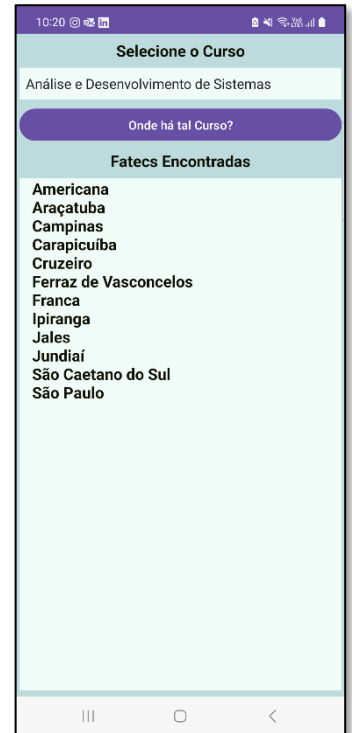 10:20
Selecione o Curso
Análise e Desenvolvimento de Sistemas
Onde há tal Curso?
Fatecs Encontradas
Americana
Araçatuba
Campinas
Carapicuíba
Cruzeiro
Ferraz de Vasconcelos
Franca
Ipiranga
Jales
Jundiaí
São Caetano do Sul
São Paulo